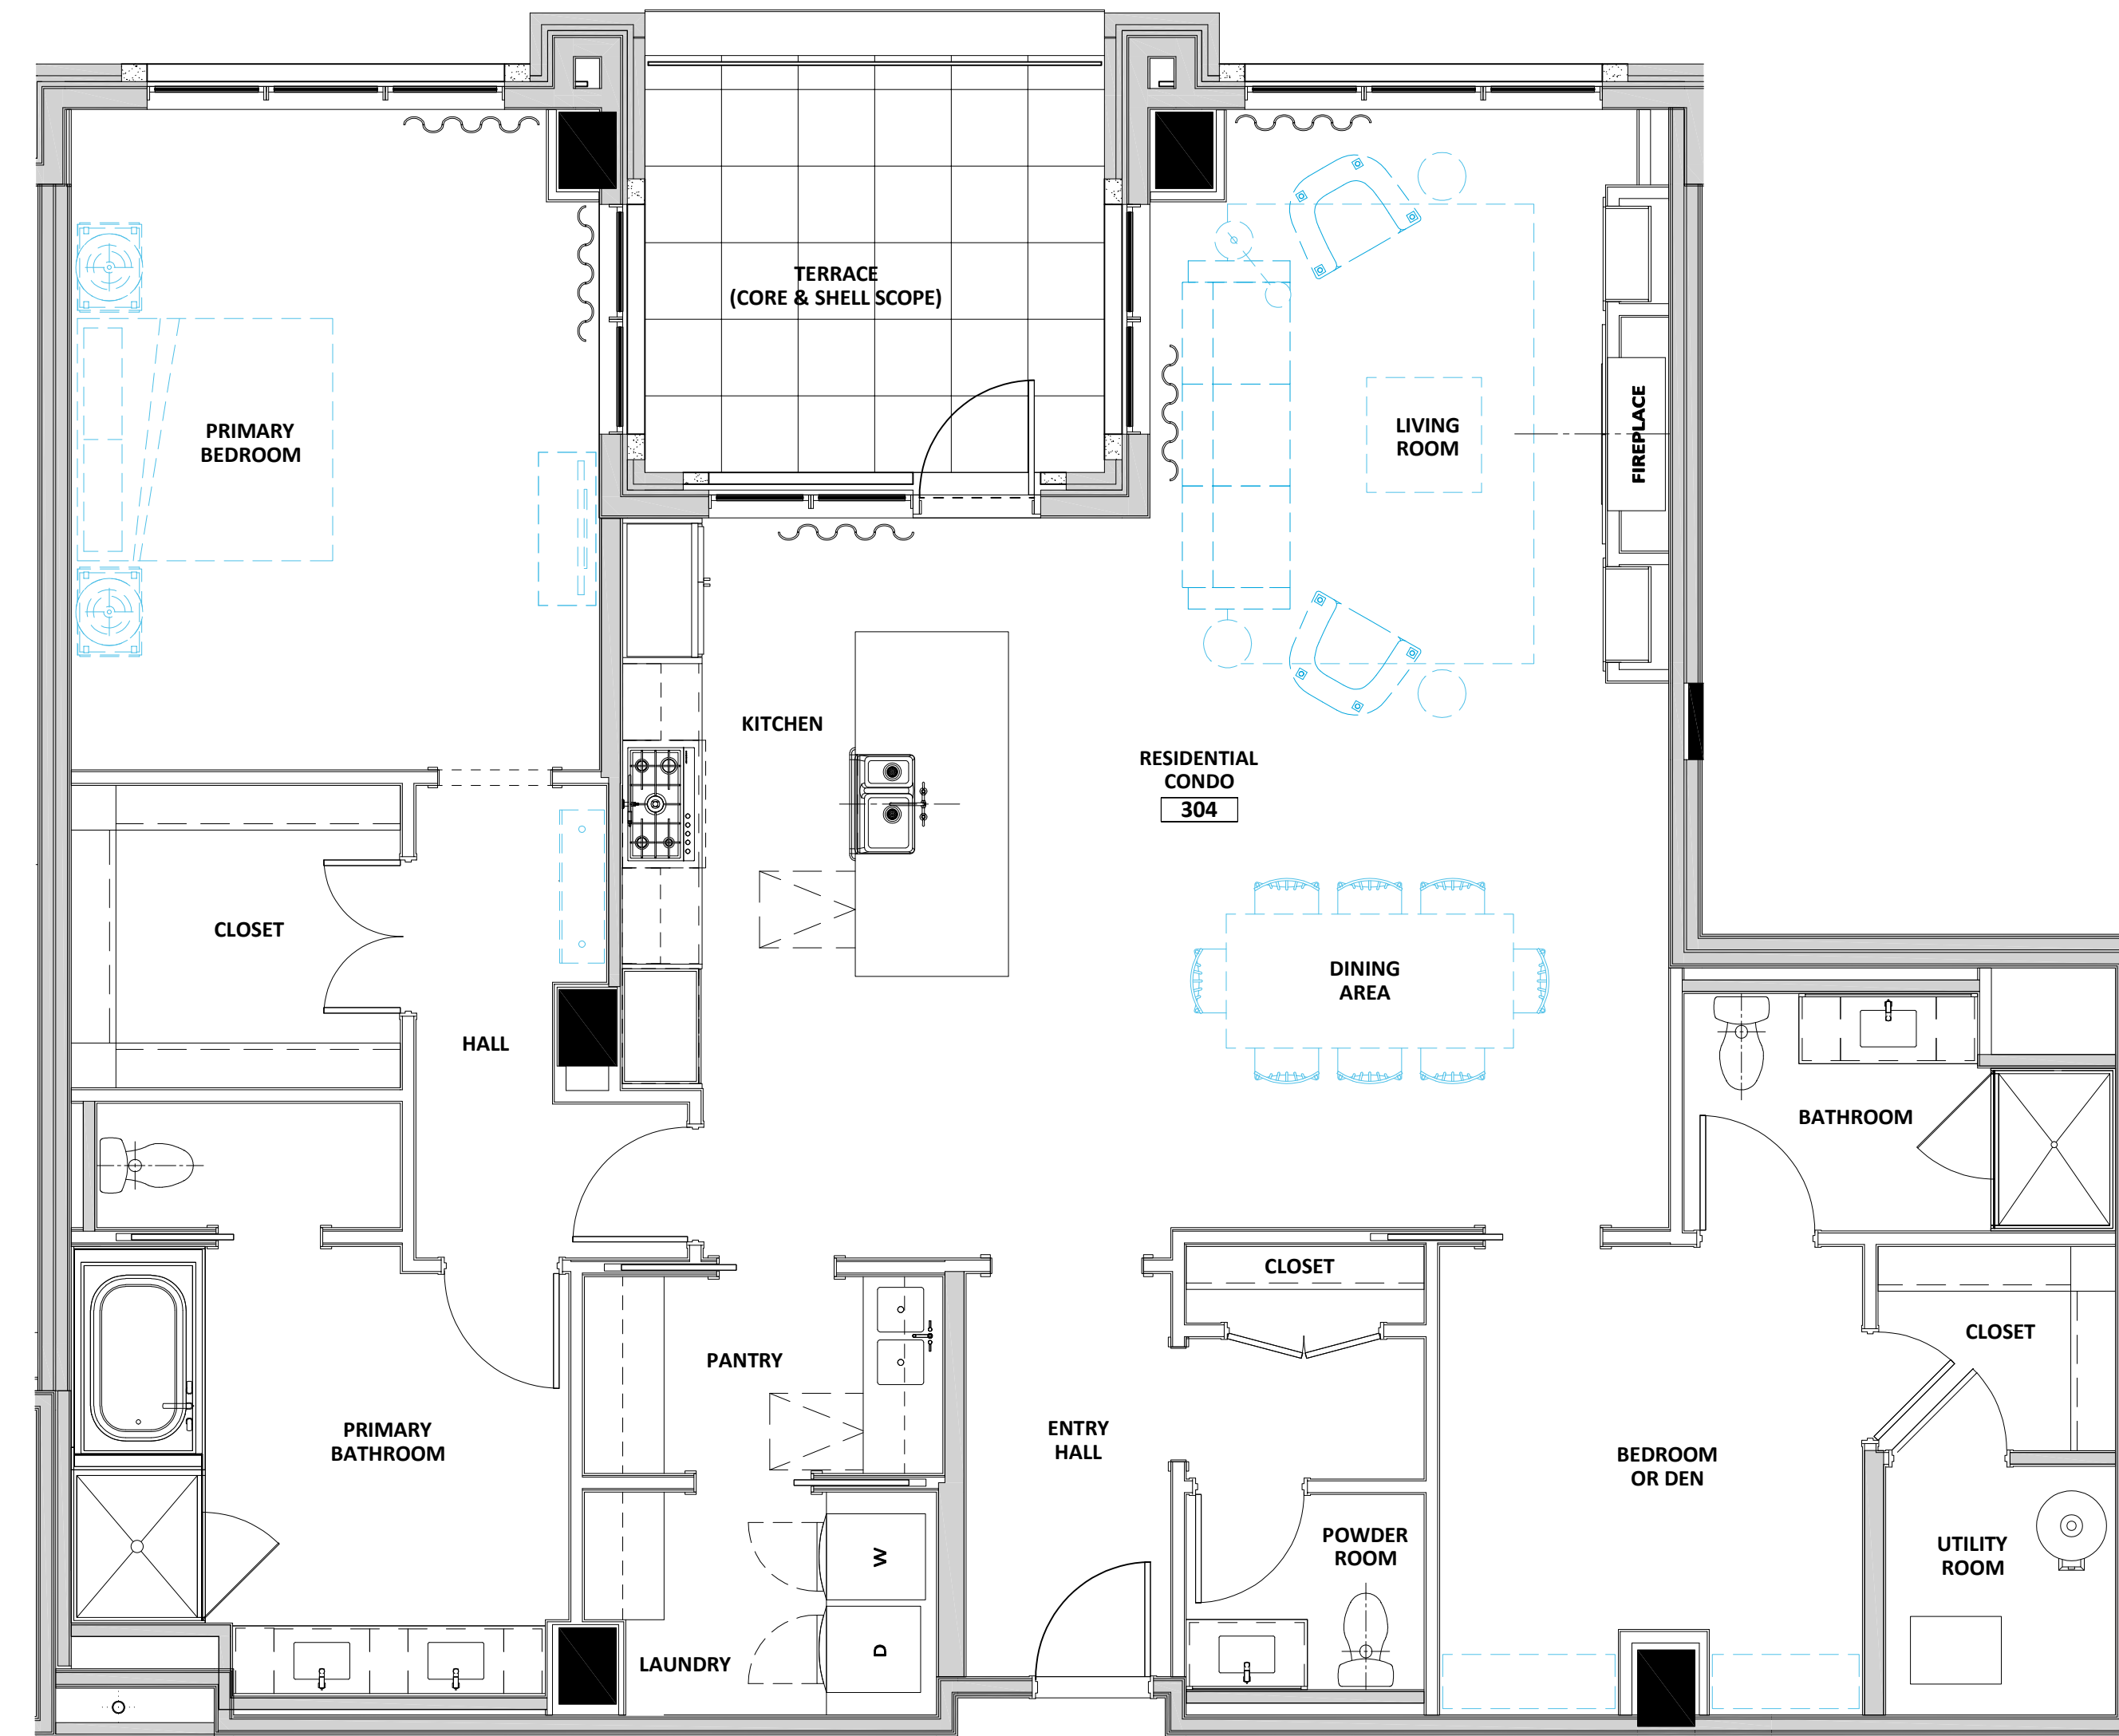 TERRACE
(CORE & SHELL SCOPE)
PRIMARY
BEDROOM
LIVING
ROOM
FIREPLACE
KITCHEN
RESIDENTIAL
CONDO
304
CLOSET
DINING
AREA
HALL
BATHROOM
CLOSET
CLOSET
PANTRY
PRIMARY
BATHROOM
ENTRY
HALL
BEDROOM
OR DEN
POWDER
ROOM
UTILITY
ROOM
W
D
LAUNDRY